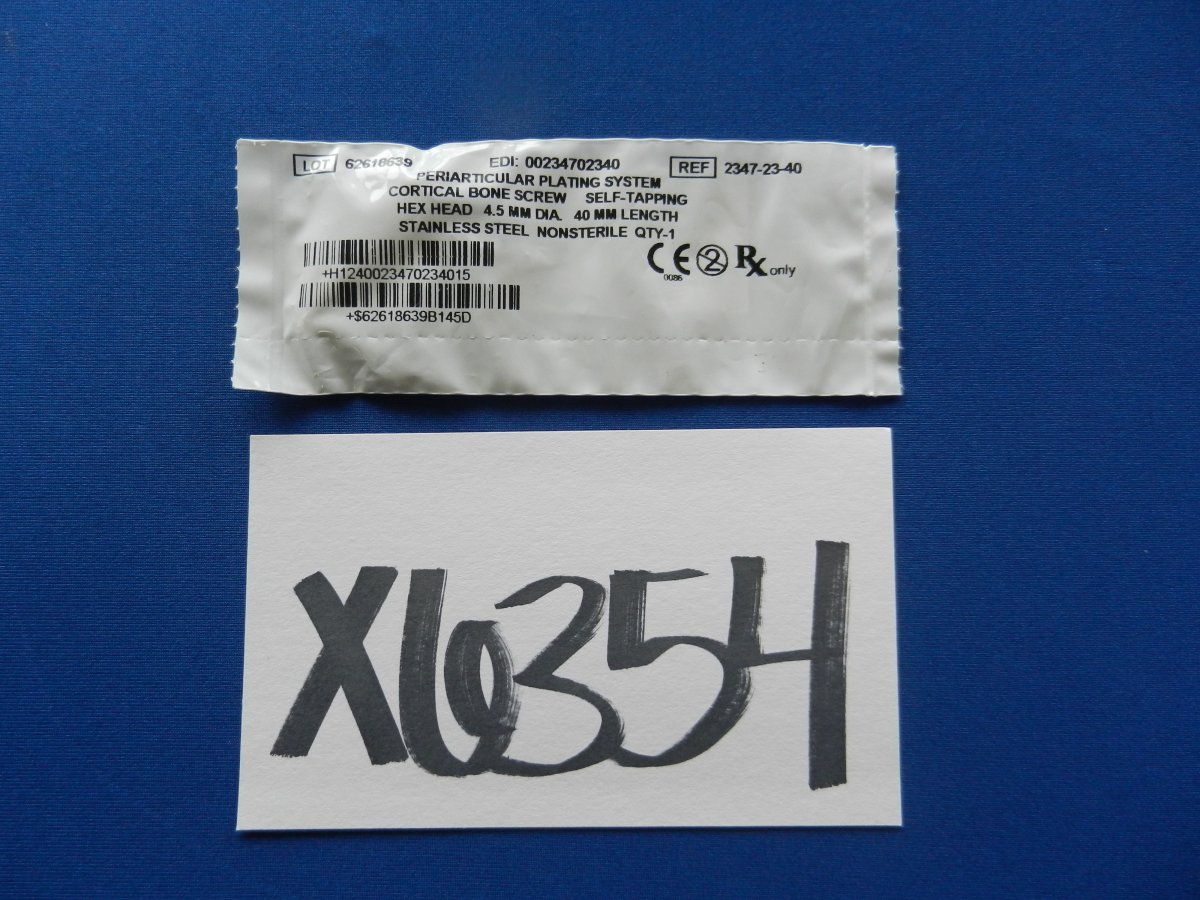 LOT 62618639 EDI: 00234702340 REF 2347-23-40
PERIARTICULAR PLATING SYSTEM
CORTICAL BONE SCREW SELF-TAPPING
HEX HEAD 4.5 MM DIA. 40 MM LENGTH
STAINLESS STEEL NONSTERILE QTY-1
CE 0086 2 Rx only
+H1240023470234015
+$62618639B145D
X6354